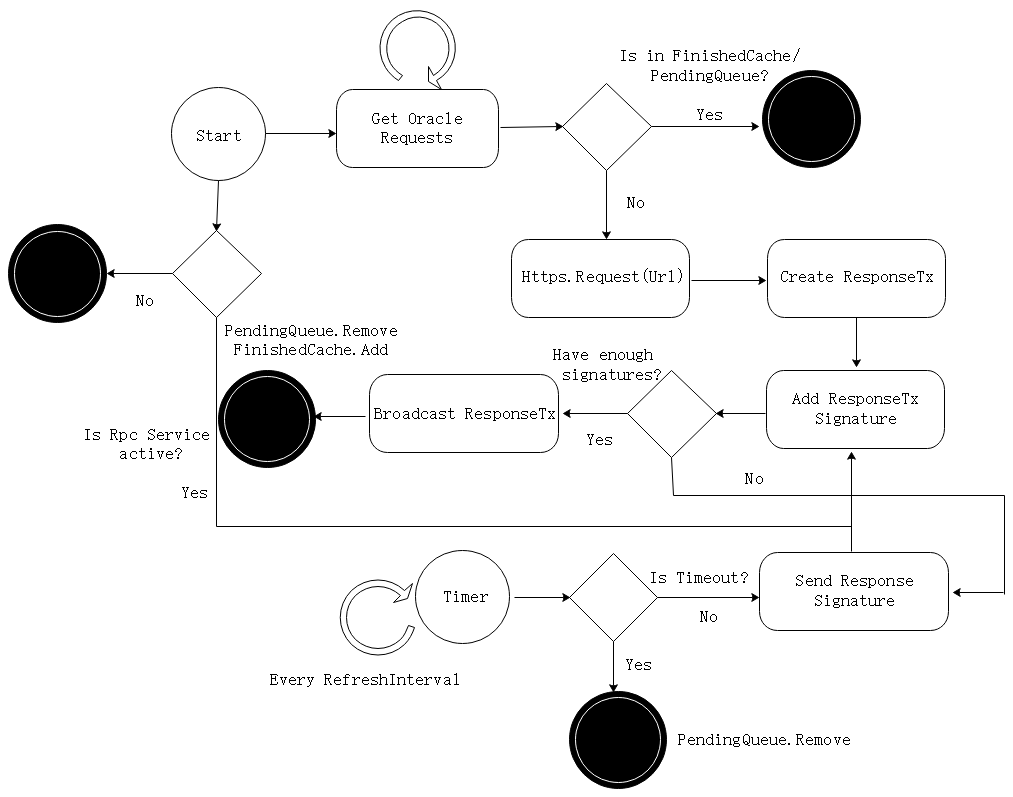 Is in FinishedCache/
PendingQueue?
Start
Get Oracle
Requests
Yes
No
Https.Request(Url)
Create ResponseTx
No
PendingQueue.Remove
FinishedCache.Add
Have enough
signatures?
Broadcast ResponseTx
Add ResponseTx
Signature
Yes
Is Rpc Service
active?
Yes
No
Is Timeout?
Send Response
Signature
Timer
No
Yes
Every RefreshInterval
PendingQueue.Remove